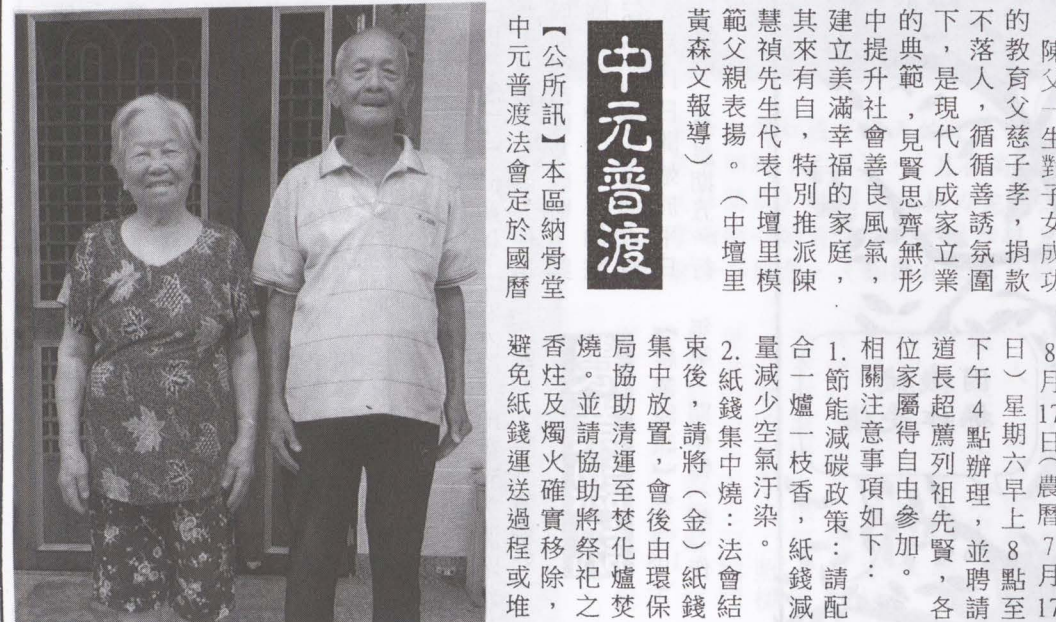 陳父一生對子女成功
的教育父慈子孝，捐款
不落人，循循善誘氛圍
下，是現代人成家立業
的典範，見賢思齊無形
中提升社會善良風氣，
建立美滿幸福的家庭，
其來有自，特別推派陳
慧禎先生代表中壇里模
範父親表揚。（中壇里
黃森文報導）
中元普渡
【公所訊】本區納骨堂
中元普渡法會定於國曆
8月17日（農曆7月17
日）星期六早上8點至
下午4點辦理，並聘請
道長超薦列祖先賢，各
位家屬得自由參加。
相關注意事項如下：
1.節能減碳政策：請配
合一爐一枝香，紙錢減
量減少空氣汙染。
2.紙錢集中燒：法會結
束後，請將（金）紙錢
集中放置，會後由環保
局協助清運至焚化爐焚
燒。並請協助將祭祀之
香炷及燭火確實移除，
避免紙錢運送過程或堆